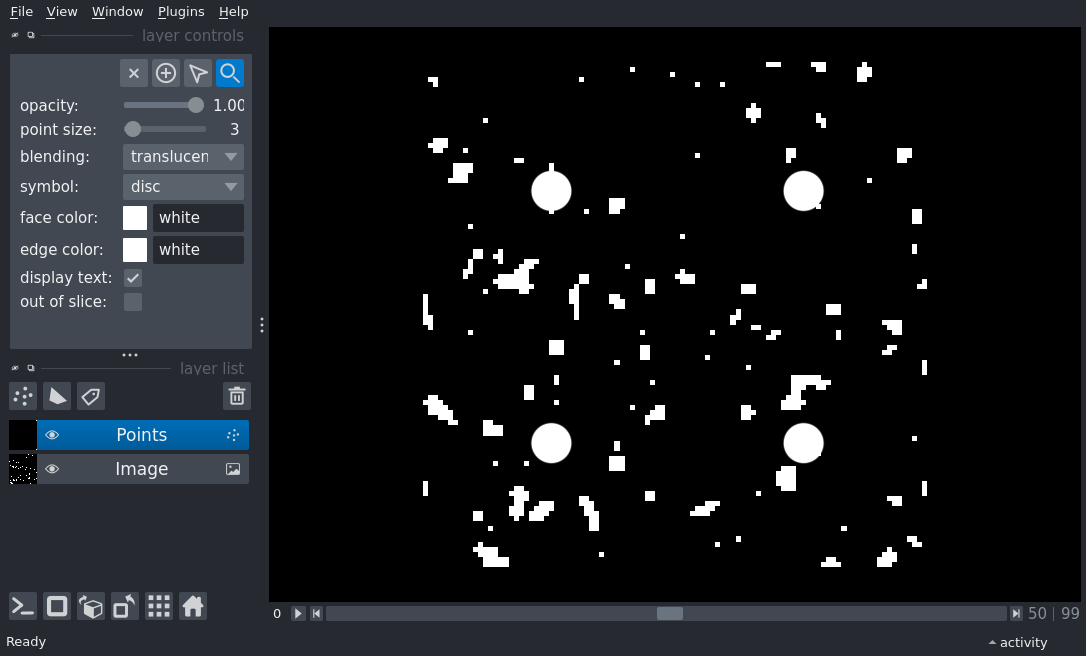 File View Window Plugins Help
layer controls
opacity: 1.00
point size: 3
blending: translucen
symbol: disc
face color: white
edge color: white
display text:
out of slice:
layer list
Points
Image
0 50 | 99
Ready activity